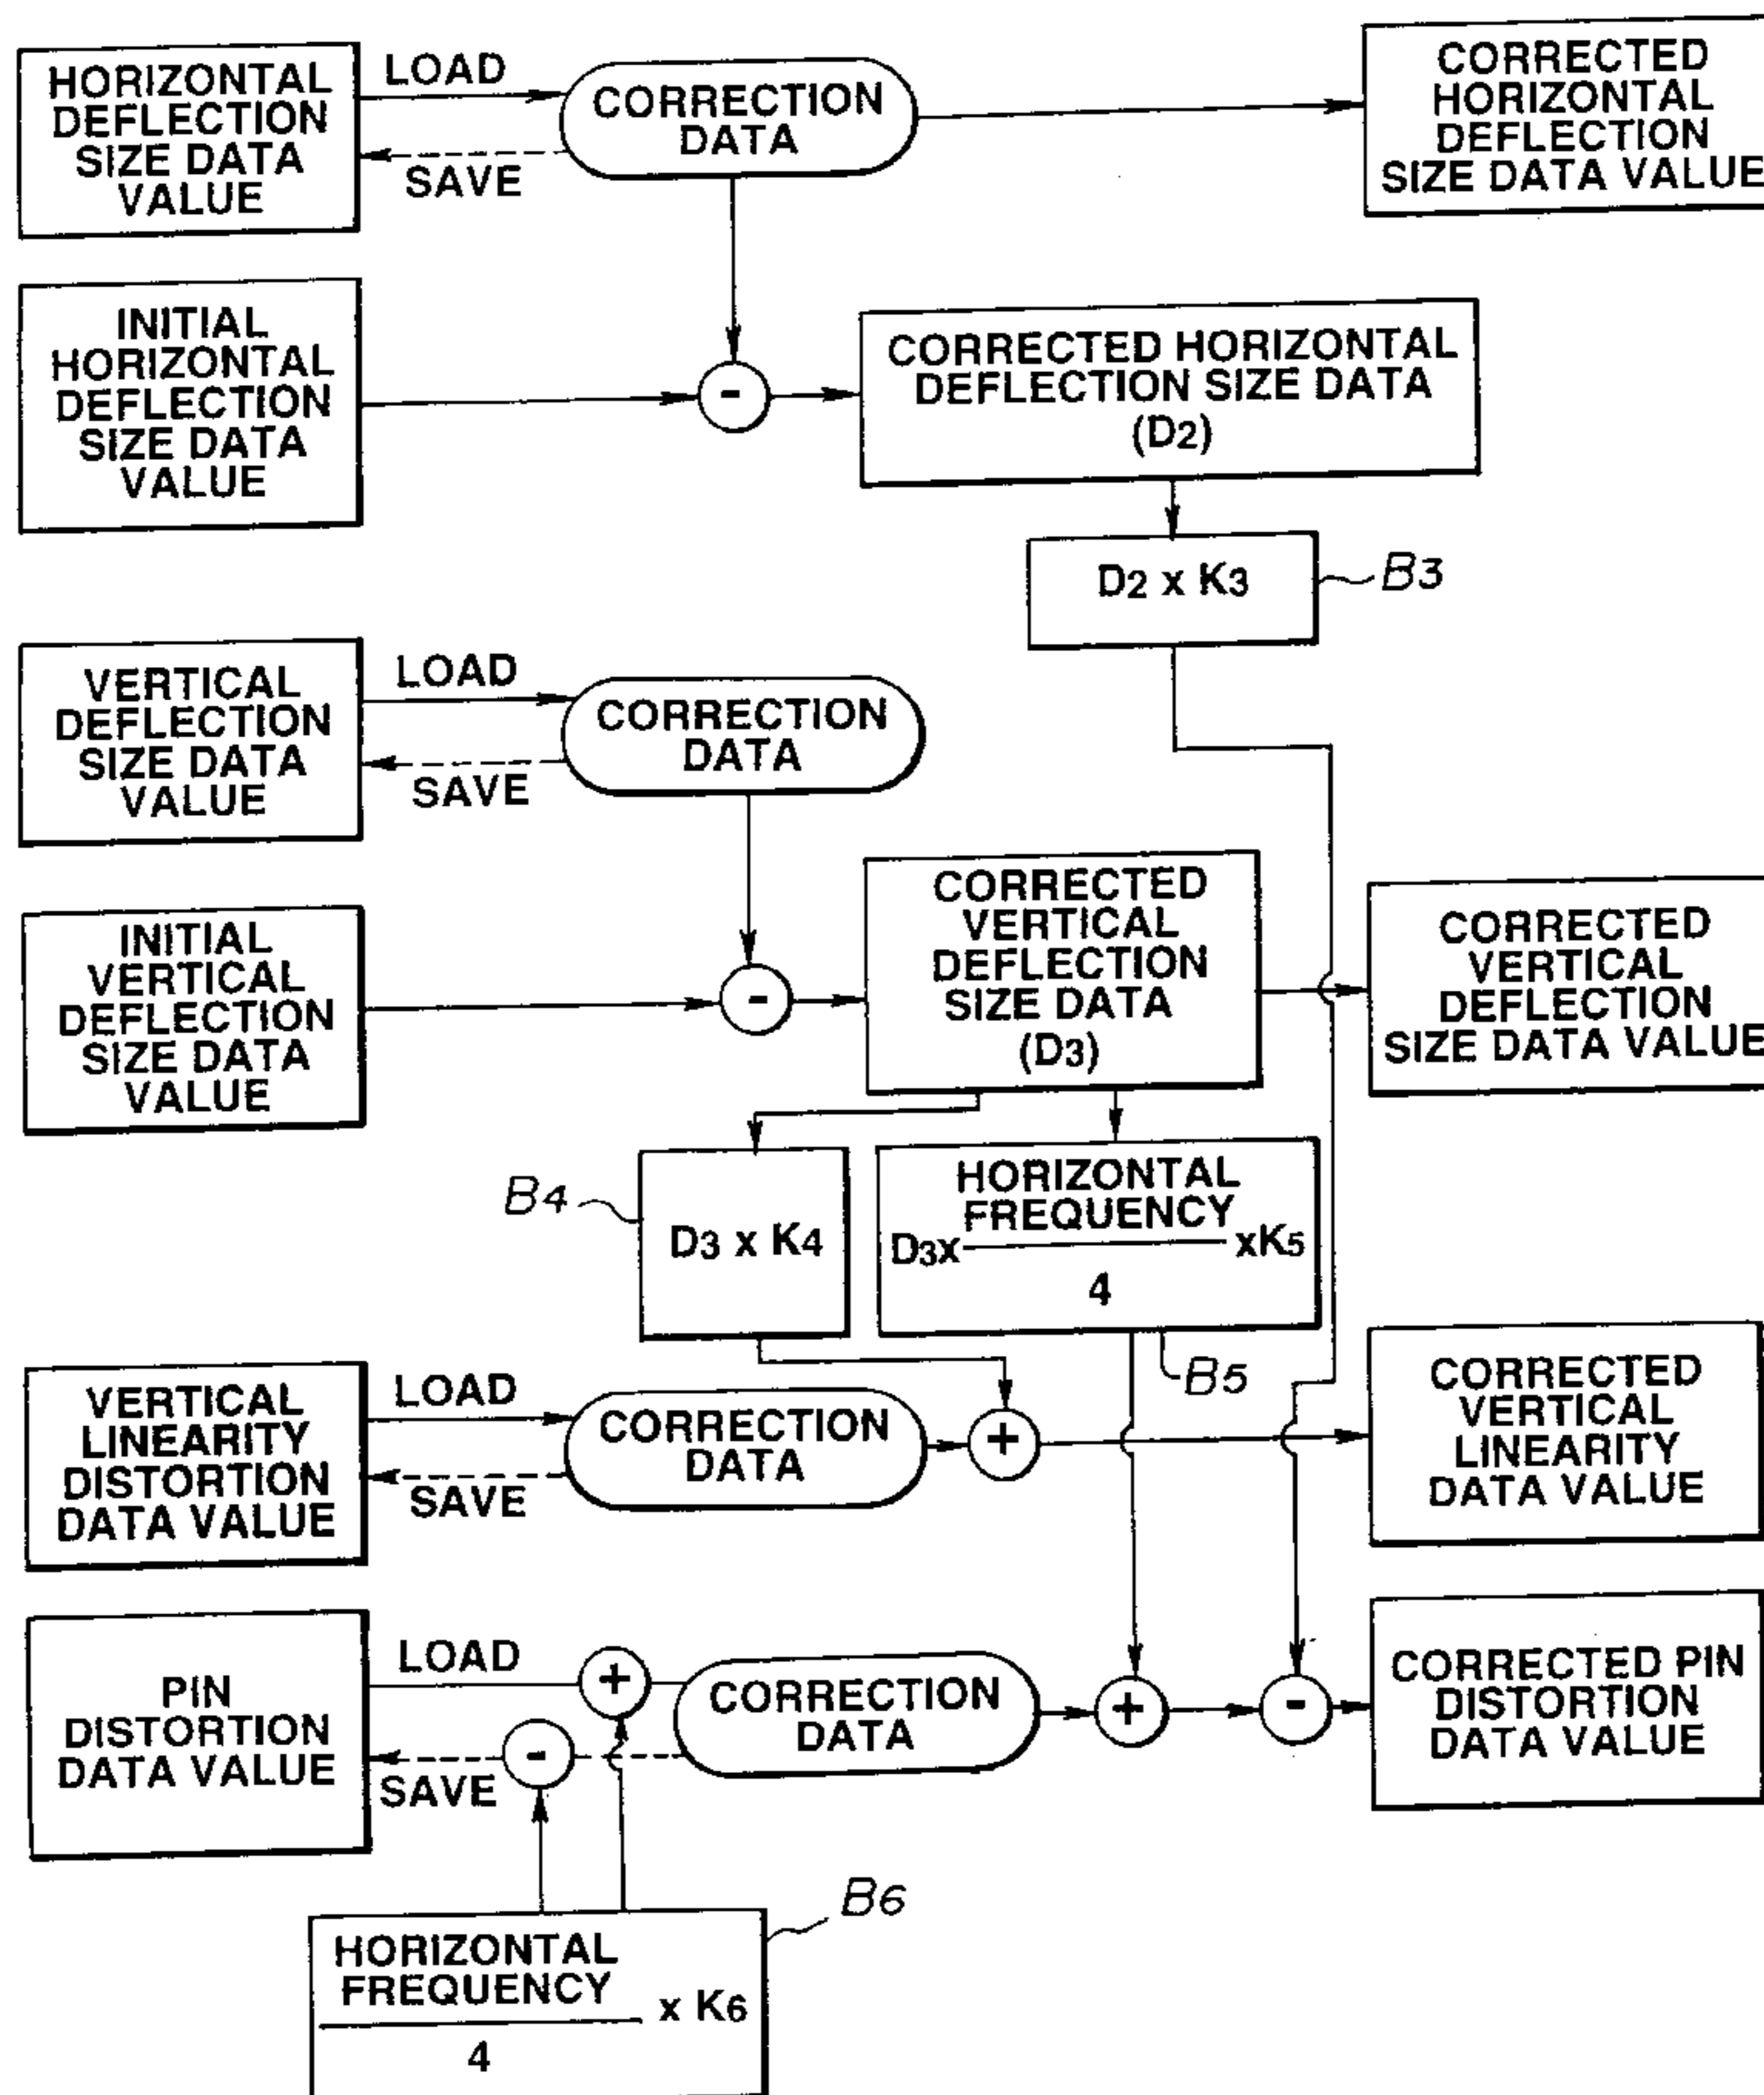 HORIZONTAL
DEFLECTION
SIZE DATA
VALUE
LOAD
SAVE
CORRECTION
DATA
CORRECTED
HORIZONTAL
DEFLECTION
SIZE DATA VALUE
INITIAL
HORIZONTAL
DEFLECTION
SIZE DATA
VALUE
-
CORRECTED HORIZONTAL
DEFLECTION SIZE DATA
(D2)
D2 x K3
B3
VERTICAL
DEFLECTION
SIZE DATA
VALUE
LOAD
SAVE
CORRECTION
DATA
INITIAL
VERTICAL
DEFLECTION
SIZE DATA
VALUE
-
CORRECTED
VERTICAL
DEFLECTION
SIZE DATA
(D3)
CORRECTED
VERTICAL
DEFLECTION
SIZE DATA VALUE
B4
D3 x K4
HORIZONTAL
FREQUENCY
D3x xK5
4
B5
VERTICAL
LINEARITY
DISTORTION
DATA VALUE
LOAD
SAVE
CORRECTION
DATA
+
CORRECTED
VERTICAL
LINEARITY
DATA VALUE
PIN
DISTORTION
DATA VALUE
LOAD
+
-
SAVE
CORRECTION
DATA
+
-
CORRECTED PIN
DISTORTION
DATA VALUE
B6
HORIZONTAL
FREQUENCY
x K6
4